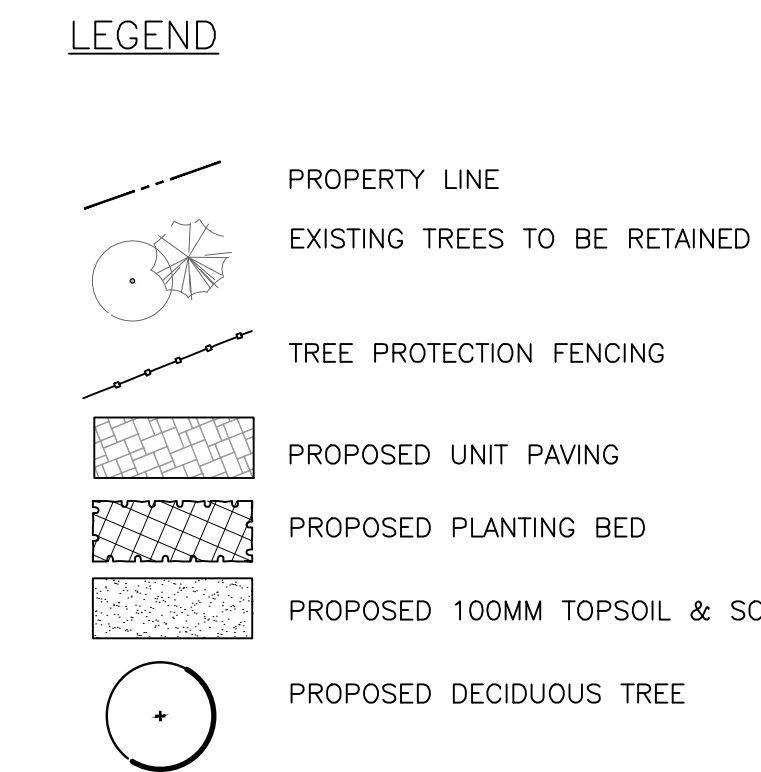 LEGEND
PROPERTY LINE
EXISTING TREES TO BE RETAINED
TREE PROTECTION FENCING
PROPOSED UNIT PAVING
PROPOSED PLANTING BED
PROPOSED 100MM TOPSOIL &
PROPOSED DECIDUOUS TREE